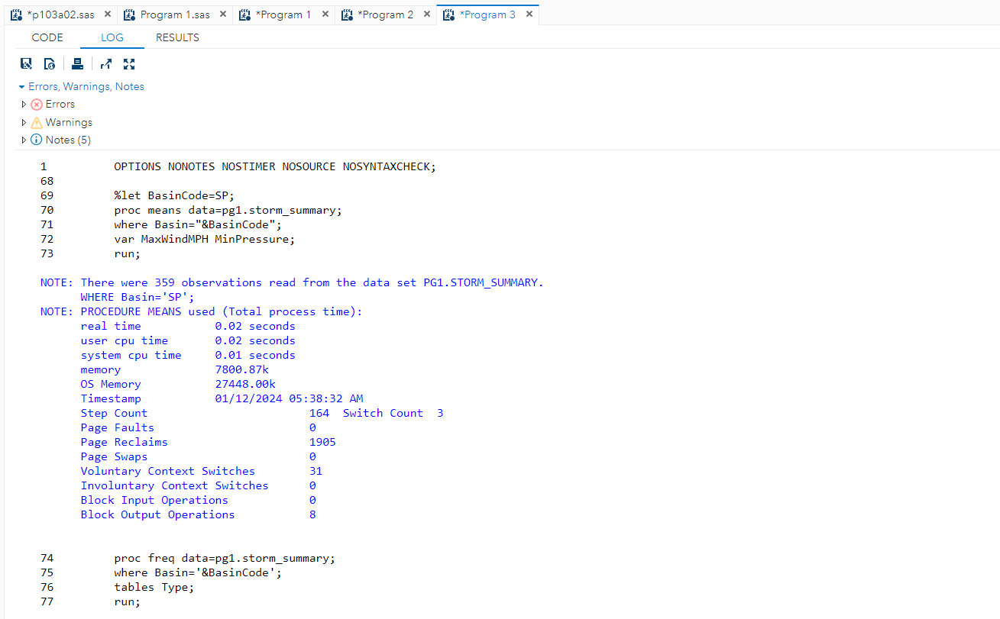 *p103a02.sas × Program 1.sas × *Program 1 × *Program 2 × *Program 3 ×
CODE LOG RESULTS
Errors, Warnings, Notes
Errors
Warnings
Notes (5)
1 OPTIONS NONOTES NOSTIMER NOSOURCE NOSYNTAXCHECK;
68
69 %let BasinCode=SP;
70 proc means data=pg1.storm_summary;
71 where Basin="&BasinCode";
72 var MaxWindMPH MinPressure;
73 run;
NOTE: There were 359 observations read from the data set PG1.STORM_SUMMARY.
WHERE Basin='SP';
NOTE: PROCEDURE MEANS used (Total process time):
real time 0.02 seconds
user cpu time 0.02 seconds
system cpu time 0.01 seconds
memory 7800.87k
OS Memory 27448.00k
Timestamp 01/12/2024 05:38:32 AM
Step Count 164 Switch Count 3
Page Faults 0
Page Reclaims 1905
Page Swaps 0
Voluntary Context Switches 31
Involuntary Context Switches 0
Block Input Operations 0
Block Output Operations 8
74 proc freq data=pg1.storm_summary;
75 where Basin='&BasinCode';
76 tables Type;
77 run;